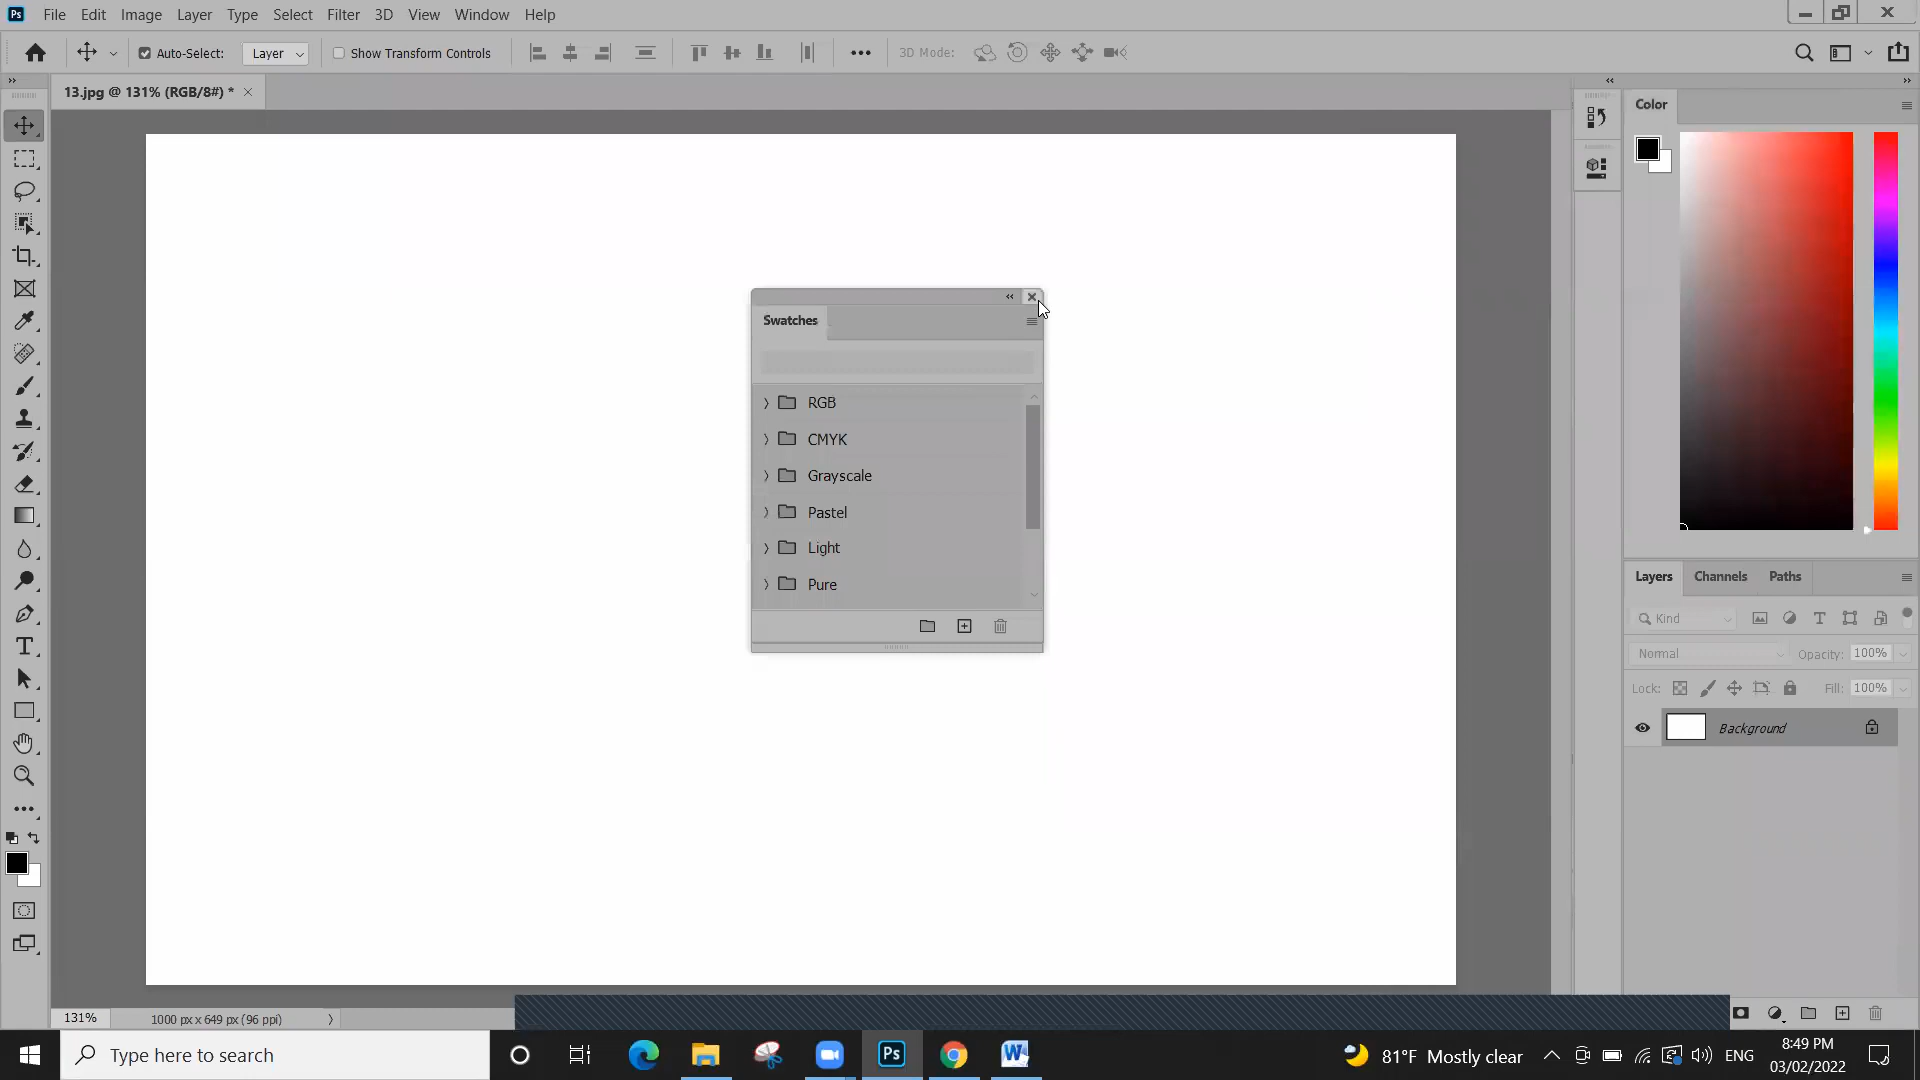 Ps File Edit Image Layer Type Select Filter 3D View Window Help
Auto-Select: Layer Show Transform Controls 3D Mode:
13.jpg @ 131% (RGB/8#) *
Color
Swatches
RGB
CMYK
Grayscale
Pastel
Light
Pure
Layers Channels Paths
Kind
Normal Opacity: 100%
Lock: Fill: 100%
Background
131% 1000 px x 649 px (96 ppi)
Type here to search
Ps
W
81°F Mostly clear
ENG
8:49 PM
03/02/2022